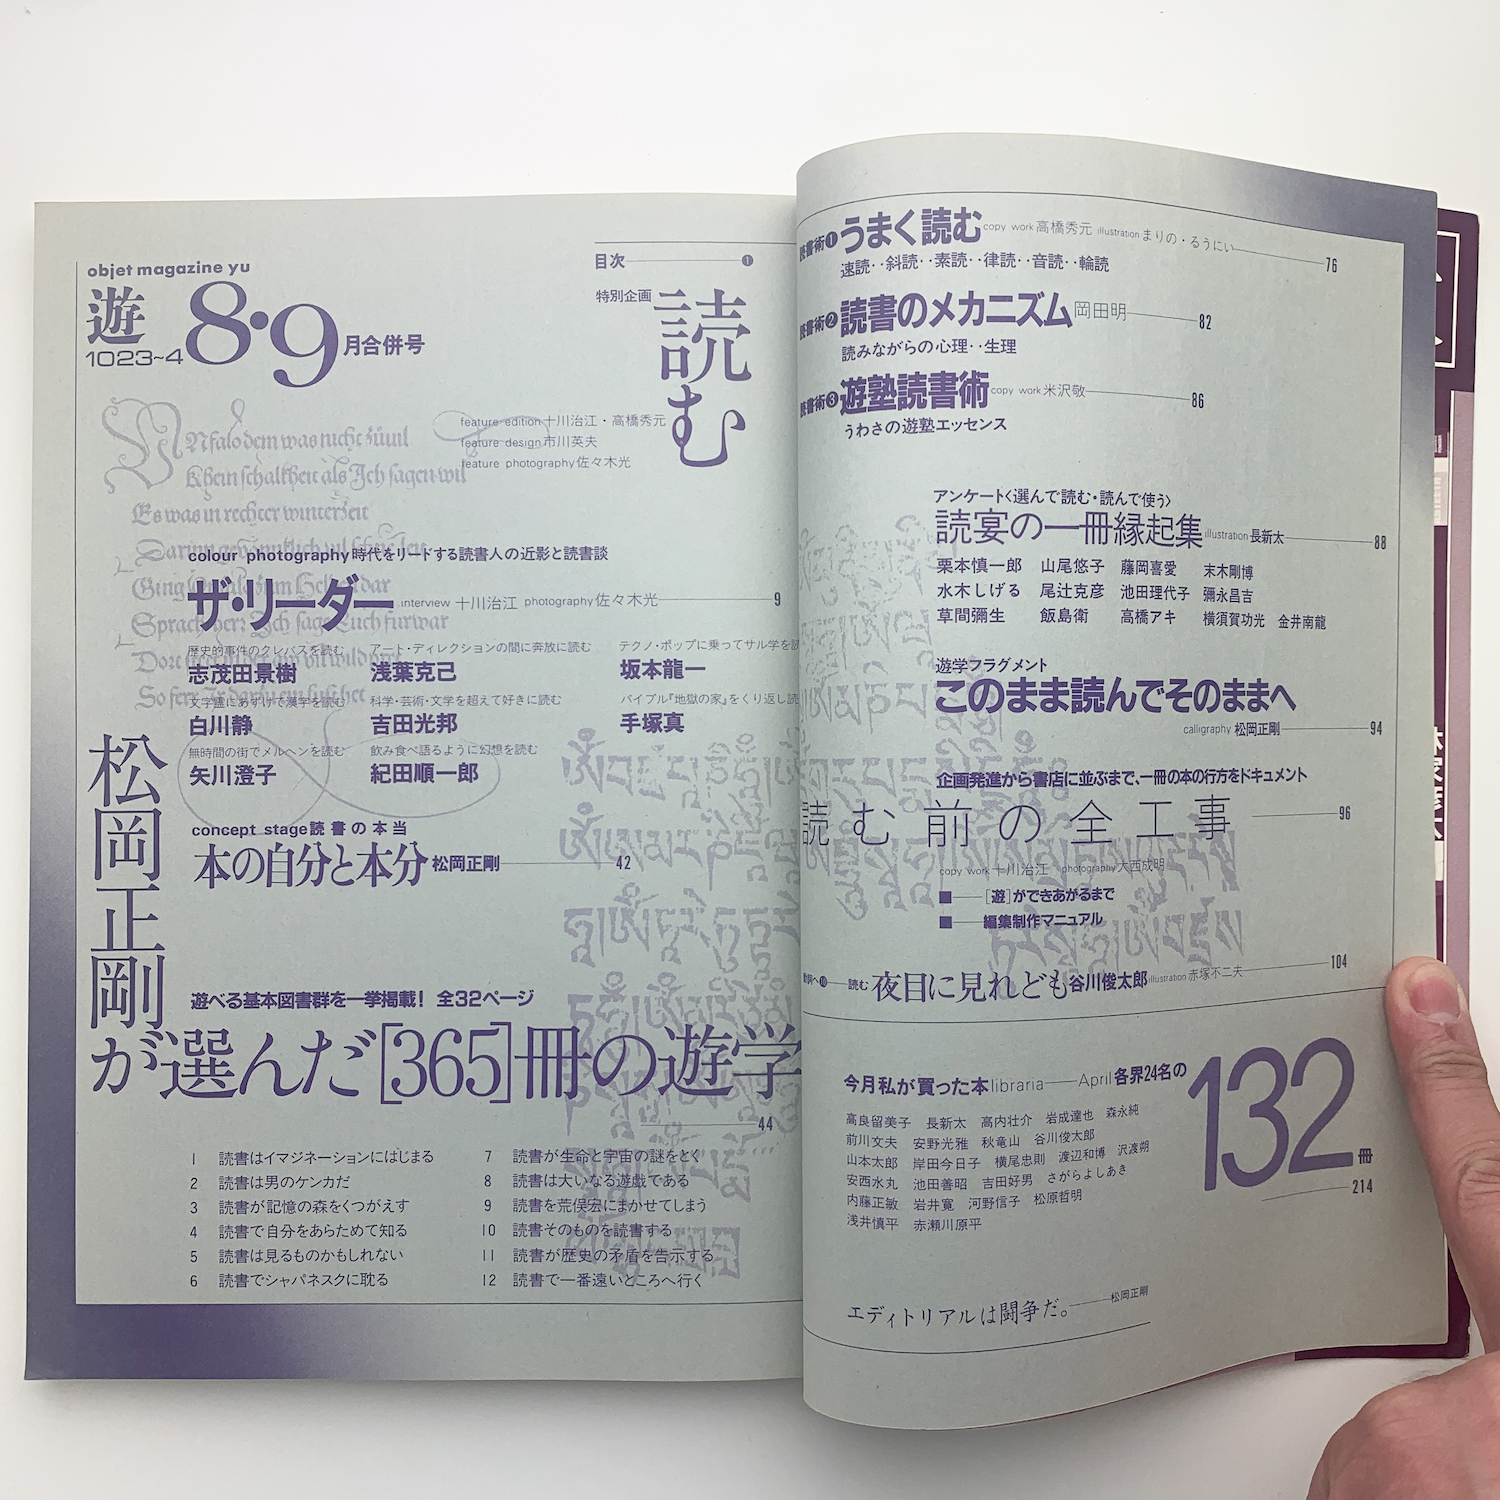 objet magazine yu
遊
1023~4
8・9月合併号
目次 ❶
特別企画
読む
feature edition 十川治江・高橋秀元
feature design 市川英夫
feature photography 佐々木光
colour photography 時代をリードする読書人の近影と読書談
ザ・リーダー interview 十川治江 photography 佐々木光 9
歴史的事件のクレバスを読む
志茂田景樹
アート・ディレクションの間に奔放に読む
浅葉克己
テクノ・ポップに乗ってサル学を読
坂本龍一
文字盤にあずけて漢字を読む
白川静
科学・芸術・文学を超えて好きに読む
吉田光邦
バイブル『地獄の家』をくり返し読
手塚真
無時間の街でメルヘンを読む
矢川澄子
飲み食べ語るように幻想を読む
紀田順一郎
concept stage 読書の本当
本の自分と本分 松岡正剛 42
遊べる基本図書群を一挙掲載! 全32ページ
松岡正剛
が選んだ[365]冊の遊学
44
1 読書はイマジネーションにはじまる
2 読書は男のケンカだ
3 読書が記憶の森をくつがえす
4 読書で自分をあらためて知る
5 読書は見るものかもしれない
6 読書でシャパネスクに耽る
7 読書が生命と宇宙の謎をとく
8 読書は大いなる遊戯である
9 読書を荒俣宏にまかせてしまう
10 読書そのものを読書する
11 読書が歴史の矛盾を告示する
12 読書で一番遠いところへ行く
読書術❶ うまく読む copy work 高橋秀元 illustration まりの・るうにい 76
速読‥斜読‥素読‥律読‥音読‥輪読
読書術❷ 読書のメカニズム 岡田明 82
読みながらの心理‥生理
読書術❸ 遊塾読書術 copy work 米沢敬 86
うわさの遊塾エッセンス
アンケート〈選んで読む・読んで使う〉
読宴の一冊縁起集 illustration 長新太 88
栗本慎一郎 山尾悠子 藤岡喜愛 末木剛博
水木しげる 尾辻克彦 池田理代子 彌永昌吉
草間彌生 飯島衛 高橋アキ 横須賀功光 金井南龍
遊学フラグメント
このまま読んでそのままへ
calligraphy 松岡正剛 94
企画発進から書店に並ぶまで、一冊の本の行方をドキュメント
読む前の全工事 96
copy work 十川治江 photography 大西成明
■—[遊]ができあがるまで
■—編集制作マニュアル
読む 夜目に見れども 谷川俊太郎 illustration 赤塚不二夫 104
今月私が買った本 libraria—April 各界24名の
132冊
214
高良留美子 長新太 高内壮介 岩成達也 森永純
前川文夫 安野光雅 秋竜山 谷川俊太郎
山本太郎 岸田今日子 横尾忠則 渡辺和博 沢渡朔
安西水丸 池田善昭 吉田好男 さがらよしあき
内藤正敏 岩井寛 河野信子 松原哲明
浅井慎平 赤瀬川原平
エディトリアルは闘争だ。—松岡正剛